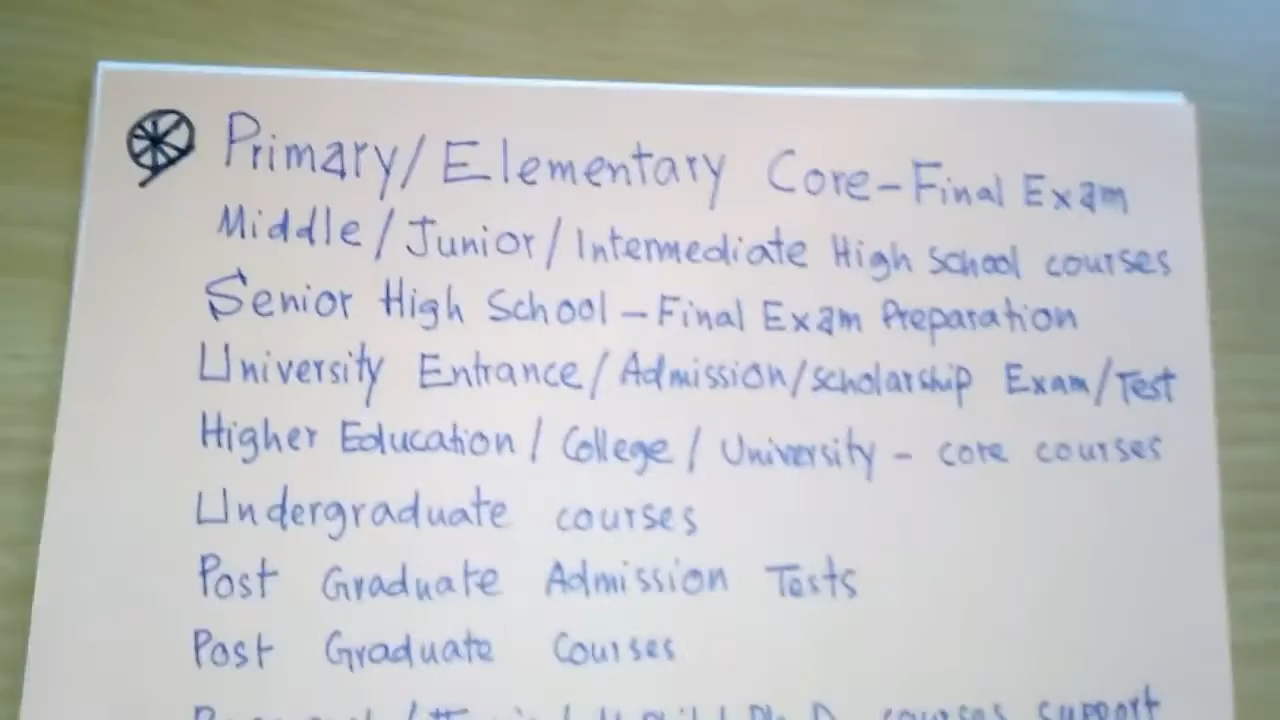 Primary/Elementary Core-Final Exam
Middle/Junior/Intermediate High school courses
Senior High School - Final Exam Preparation
University Entrance/Admission/scholarship Exam/Test
Higher Education/College/University - core courses
Undergraduate courses
Post Graduate Admission Tests
Post Graduate Courses
courses support